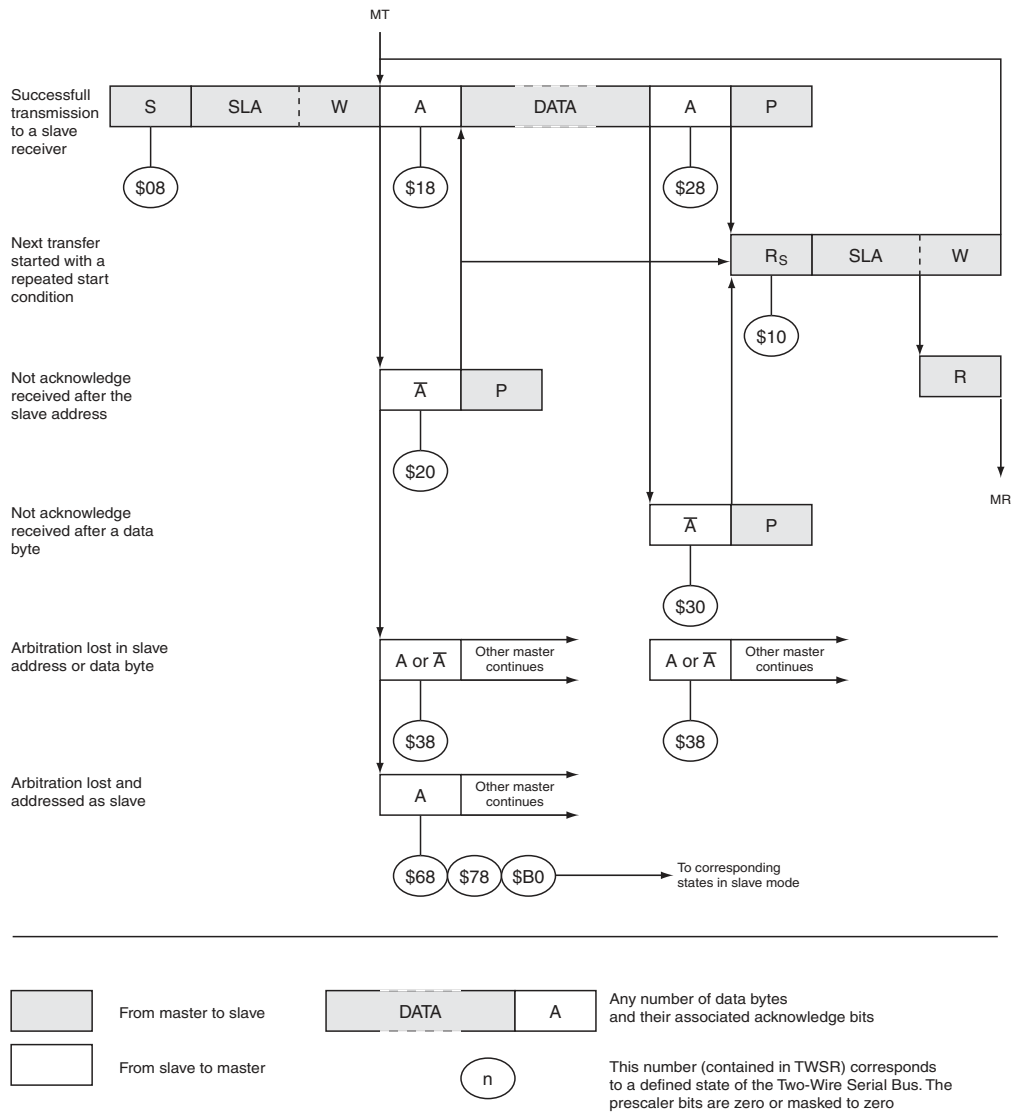 MT
Successfull
transmission
to a slave
receiver
S SLA W A DATA A P
$08 $18 $28
Next transfer
started with a
repeated start
condition
RS SLA W
$10
Not acknowledge
received after the
slave address
A̅ P
R
$20
MR
Not acknowledge
received after a data
byte
A̅ P
$30
Arbitration lost in slave
address or data byte
A or A̅ Other master
continues
A or A̅ Other master
continues
$38 $38
Arbitration lost and
addressed as slave
A Other master
continues
$68 $78 $B0
To corresponding
states in slave mode
From master to slave
DATA A
Any number of data bytes
and their associated acknowledge bits
From slave to master
n
This number (contained in TWSR) corresponds
to a defined state of the Two-Wire Serial Bus. The
prescaler bits are zero or masked to zero